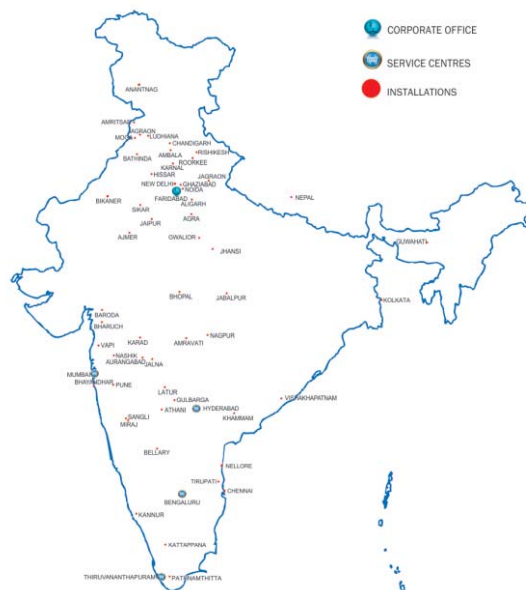 CORPORATE OFFICE
SERVICE CENTRES
INSTALLATIONS
ANANTNAG
AMRITSAR
JAGRAON
MOGA LUDHIANA
CHANDIGARH
AMBALA RISHIKESH
BATHINDA
ROORKEE
KARNAL
HISSAR JAGRAON
NEW DELHI GHAZIABAD
NOIDA
FARIDABAD
BIKANER ALIGARH
NEPAL
SIKAR
AGRA
JAIPUR
AJMER GWALIOR
GUWAHATI
JHANSI
BHOPAL JABALPUR
KOLKATA
BARODA
BHARUCH
NAGPUR
VAPI KARAD AMRAVATI
NASHIK
AURANGABAD JALNA
MUMBAI
BHAYANDHAR PUNE
LATUR
GULBARGA
VISHAKHAPATNAM
ATHANI HYDERABAD
SANGLI KHAMMAM
MIRAJ
BELLARY
NELLORE
TIRUPATI
CHENNAI
BENGALURU
KANNUR
KATTAPPANA
THIRUVANANTHAPURAM PATHNAMTHITTA